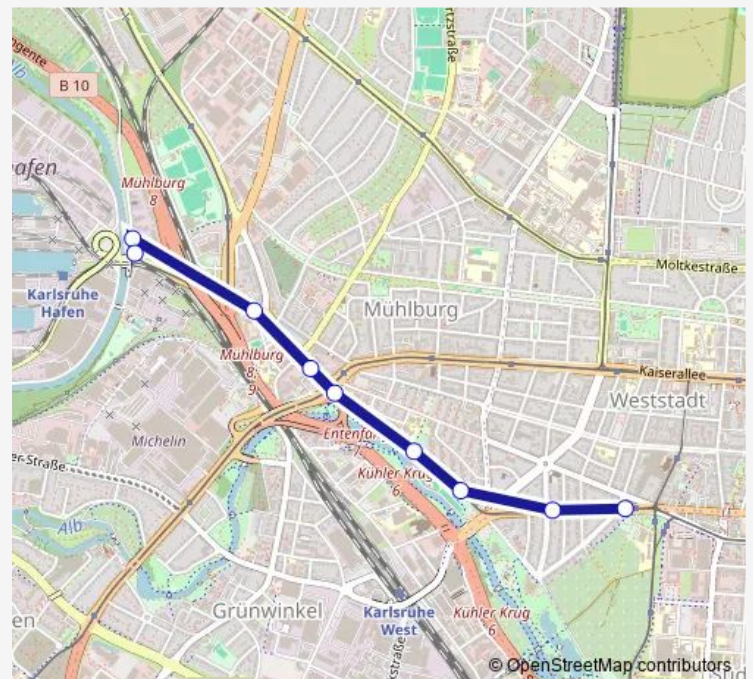 B 10
Mühlburg
8
Karlsruhe
Hafen
Moltkestraße
Mühlburg
Mühlburg
8;
9
Kaiserallee
Weststadt
Michelin
Kühler Krug
6
Alb
Grünwinkel
Karlsruhe
West
Kühler Krug
6
© OpenStreetMap contributors